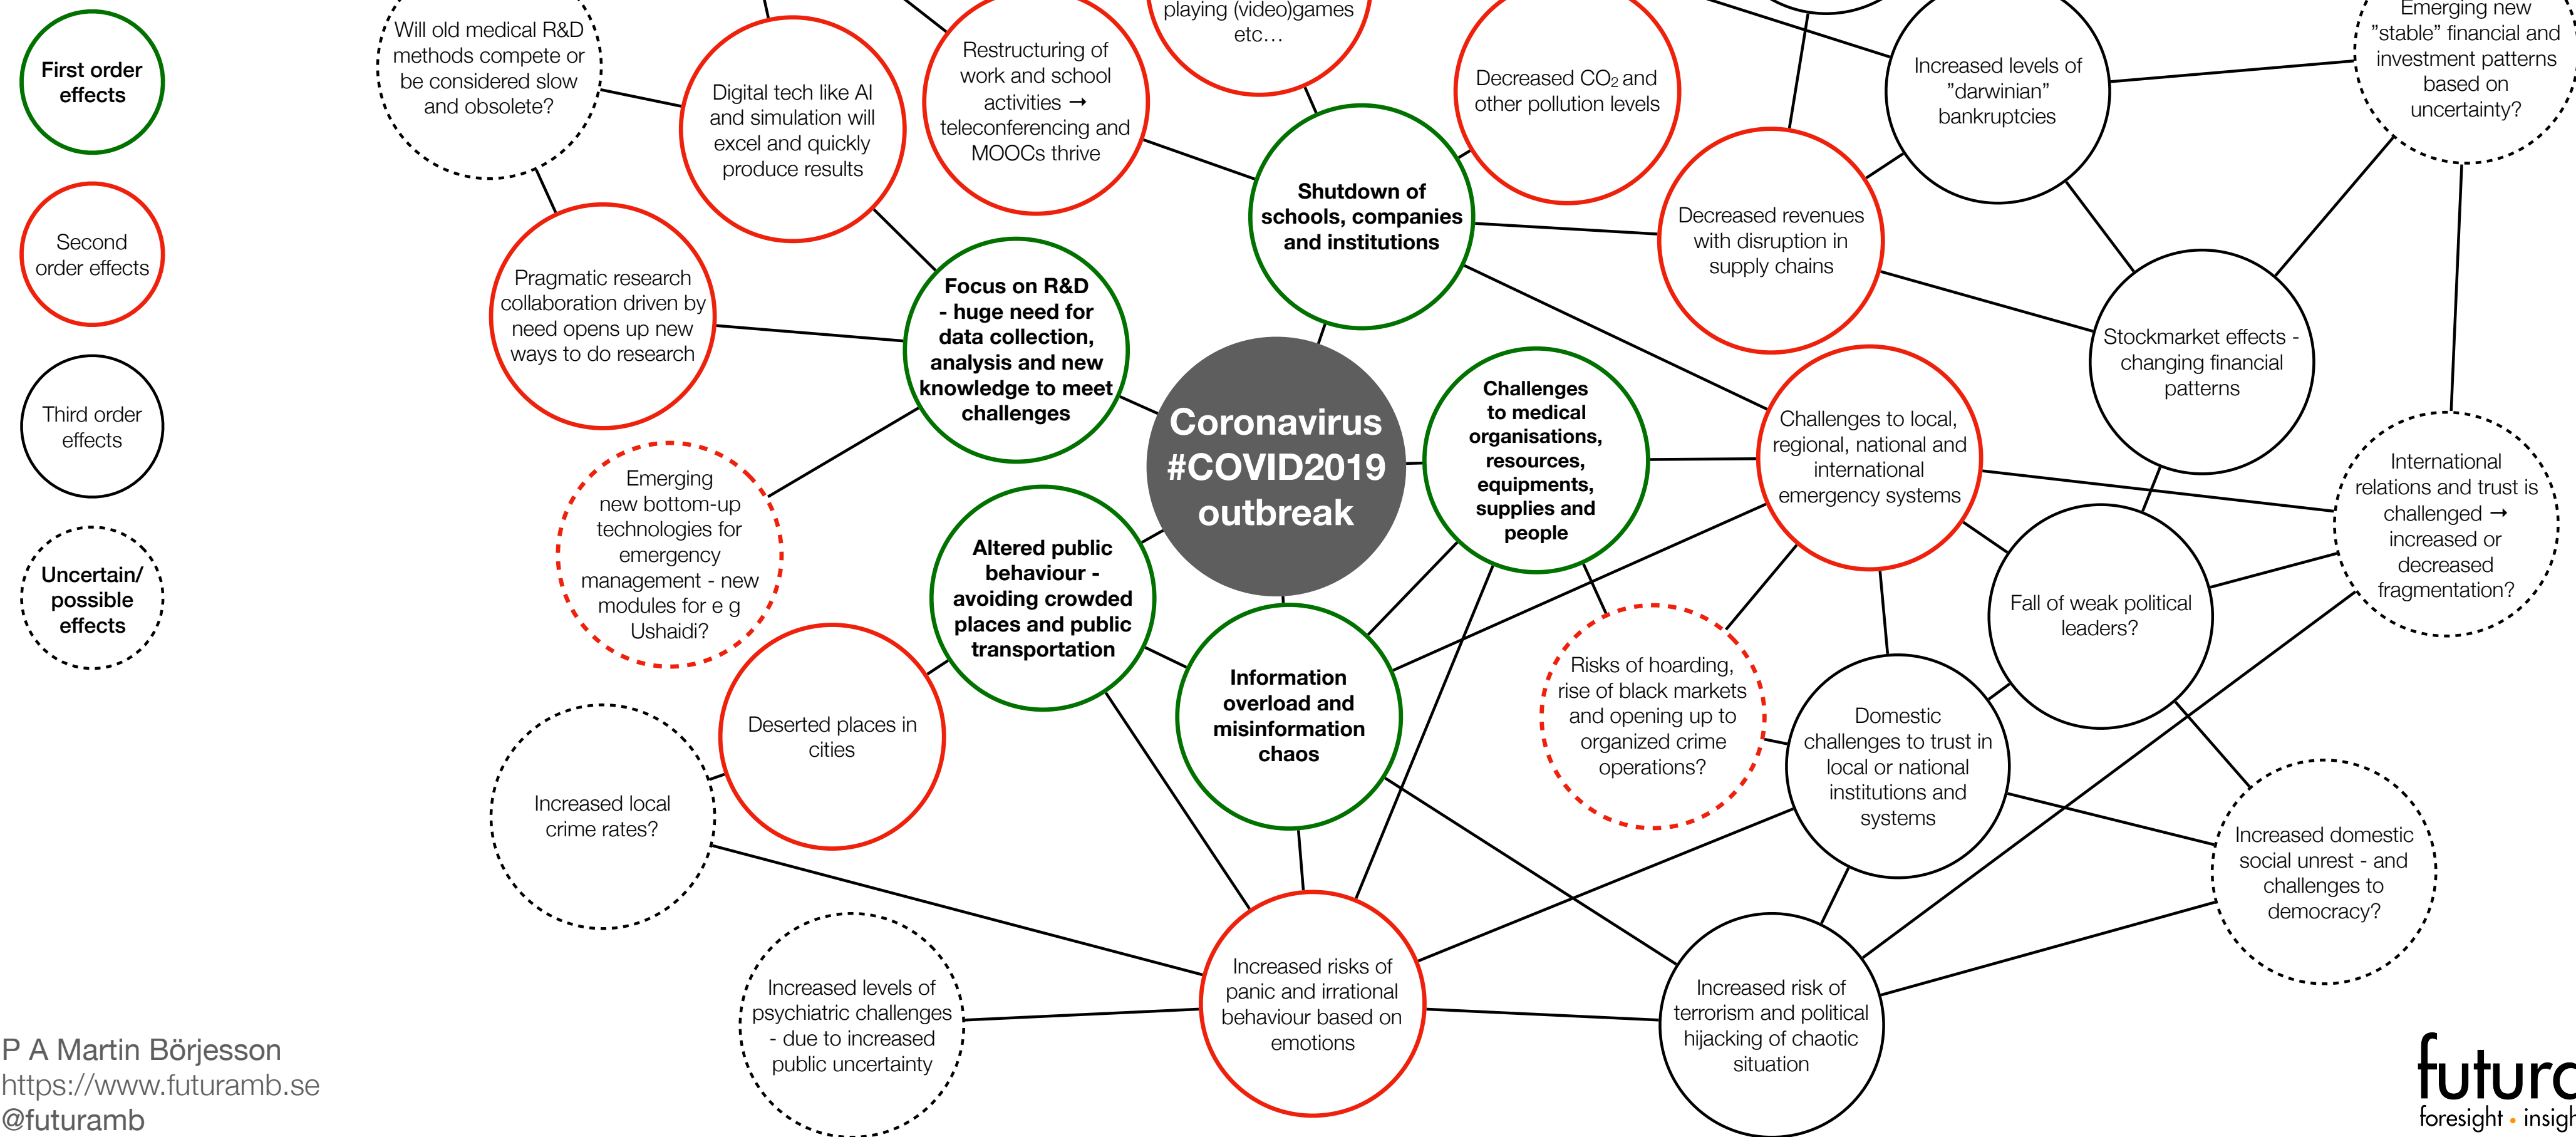 First order
effects
Second
order effects
Third order
effects
Uncertain/
possible
effects
Will old medical R&D
methods compete or
be considered slow
and obsolete?
Digital tech like AI
and simulation will
excel and quickly
produce results
Restructuring of
work and school
activities →
teleconferencing and
MOOCs thrive
playing (video)games
etc…
Decreased CO₂ and
other pollution levels
Increased levels of
”darwinian”
bankruptcies
Emerging new
”stable” financial and
investment patterns
based on
uncertainty?
Shutdown of
schools, companies
and institutions
Decreased revenues
with disruption in
supply chains
Pragmatic research
collaboration driven by
need opens up new
ways to do research
Focus on R&D
- huge need for
data collection,
analysis and new
knowledge to meet
challenges
Stockmarket effects -
changing financial
patterns
Coronavirus
#COVID2019
outbreak
Challenges
to medical
organisations,
resources,
equipments,
supplies and
people
Challenges to local,
regional, national and
international
emergency systems
International
relations and trust is
challenged →
increased or
decreased
fragmentation?
Emerging
new bottom-up
technologies for
emergency
management - new
modules for e g
Ushaidi?
Altered public
behaviour -
avoiding crowded
places and public
transportation
Fall of weak political
leaders?
Information
overload and
misinformation
chaos
Risks of hoarding,
rise of black markets
and opening up to
organized crime
operations?
Domestic
challenges to trust in
local or national
institutions and
systems
Deserted places in
cities
Increased local
crime rates?
Increased domestic
social unrest - and
challenges to
democracy?
Increased levels of
psychiatric challenges
- due to increased
public uncertainty
Increased risks of
panic and irrational
behaviour based on
emotions
Increased risk of
terrorism and political
hijacking of chaotic
situation
P A Martin Börjesson
https://www.futuramb.se
@futuramb
foresight •